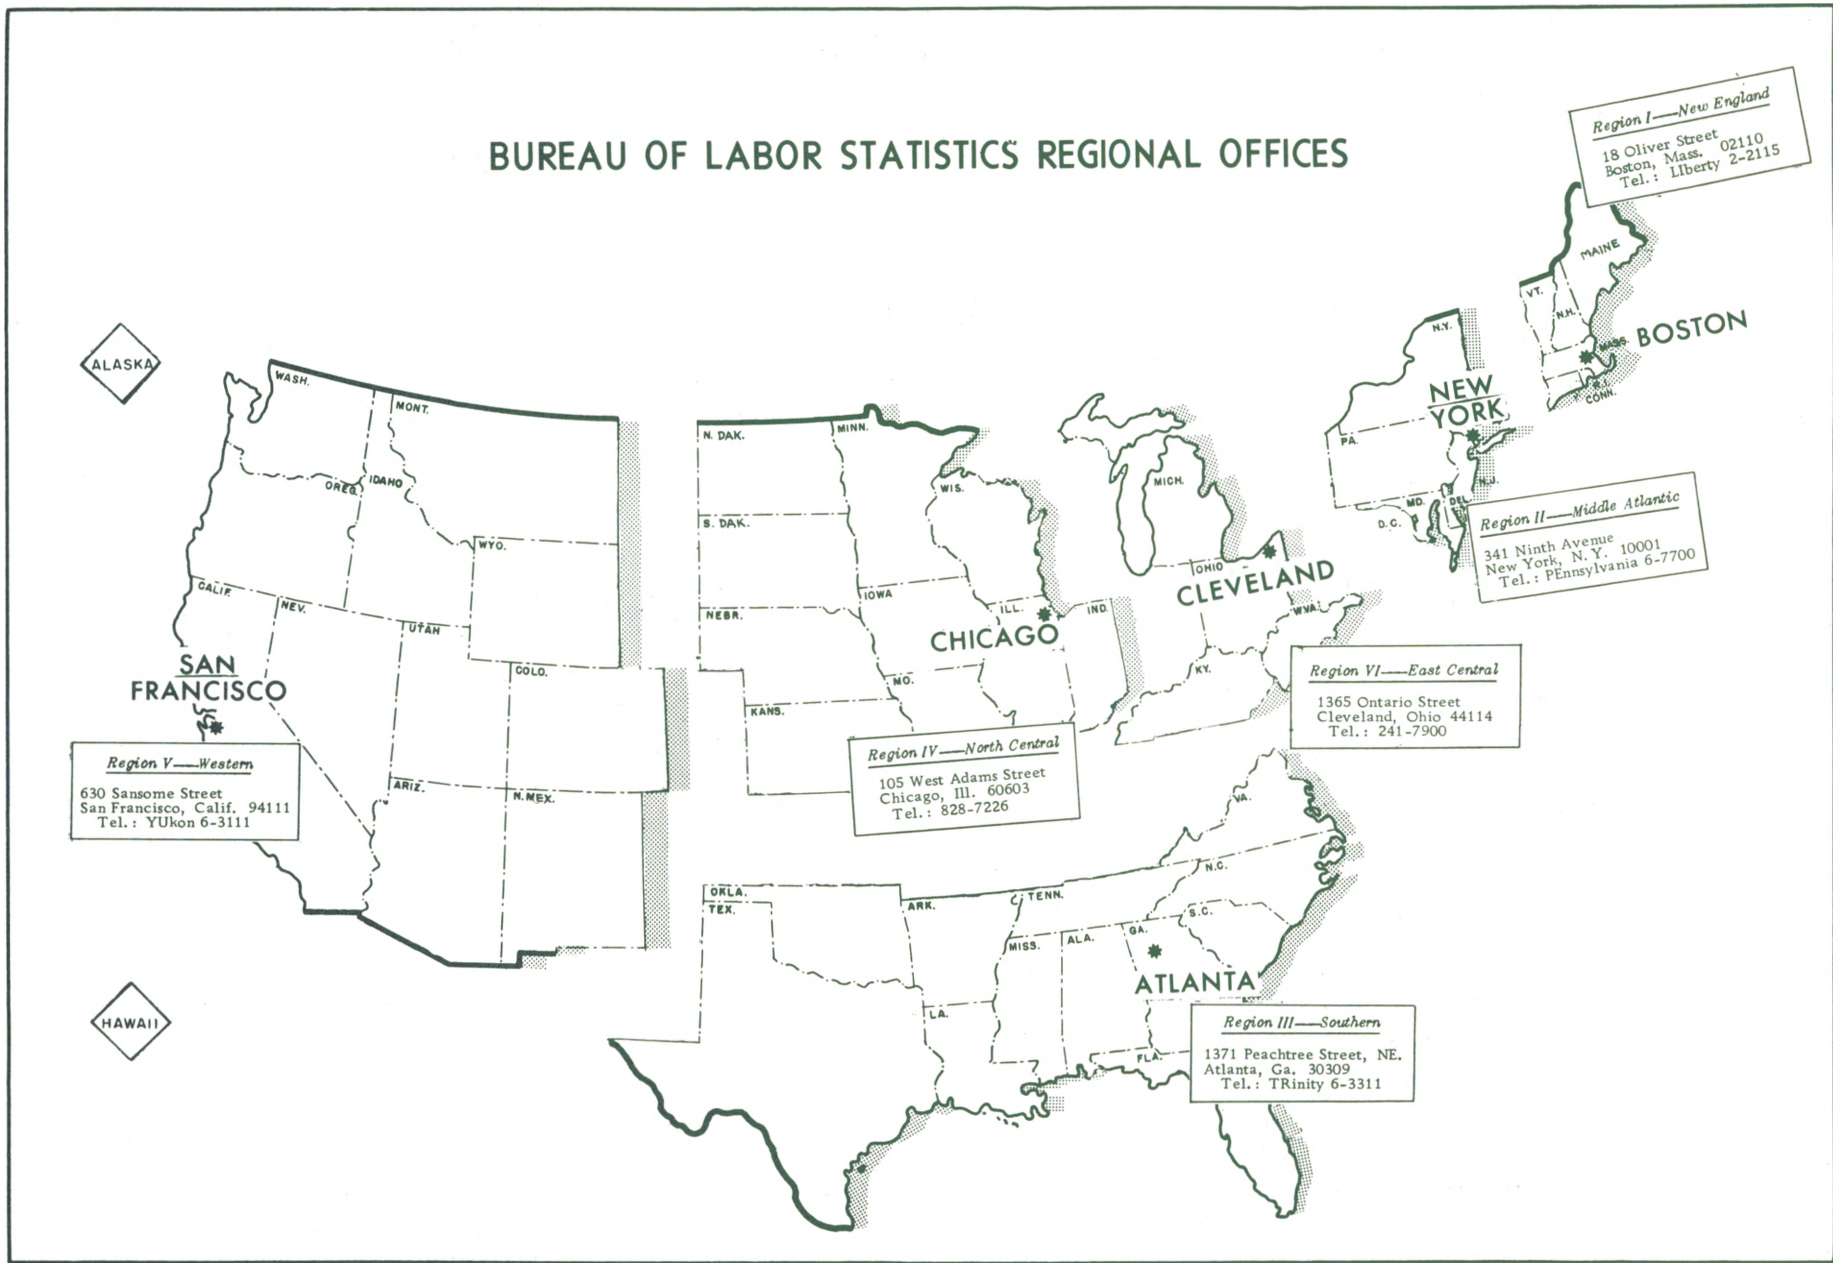 BUREAU OF LABOR STATISTICS REGIONAL OFFICES
Region I—New England
18 Oliver Street
Boston, Mass. 02110
Tel.: LIberty 2-2115
MAINE
VT.
N.H.
MASS.
BOSTON
R.I.
CONN.
N.Y.
NEW
YORK
PA.
N.J.
MD.
DEL.
D.C.
Region II—Middle Atlantic
341 Ninth Avenue
New York, N.Y. 10001
Tel.: PEnnsylvania 6-7700
ALASKA
WASH.
MONT.
OREG.
IDAHO
WYO.
CALIF.
NEV.
UTAH
COLO.
SAN
FRANCISCO
ARIZ.
N.MEX.
Region V—Western
630 Sansome Street
San Francisco, Calif. 94111
Tel.: YUkon 6-3111
HAWAII
N. DAK.
MINN.
WIS.
S. DAK.
IOWA
NEBR.
ILL.
IND.
CHICAGO
MO.
KANS.
Region IV—North Central
105 West Adams Street
Chicago, Ill. 60603
Tel.: 828-7226
MICH.
OHIO
CLEVELAND
W.VA.
KY.
Region VI—East Central
1365 Ontario Street
Cleveland, Ohio 44114
Tel.: 241-7900
VA.
N.C.
OKLA.
TEX.
ARK.
TENN.
S.C.
MISS.
ALA.
GA.
ATLANTA
LA.
FLA.
Region III—Southern
1371 Peachtree Street, NE.
Atlanta, Ga. 30309
Tel.: TRinity 6-3311